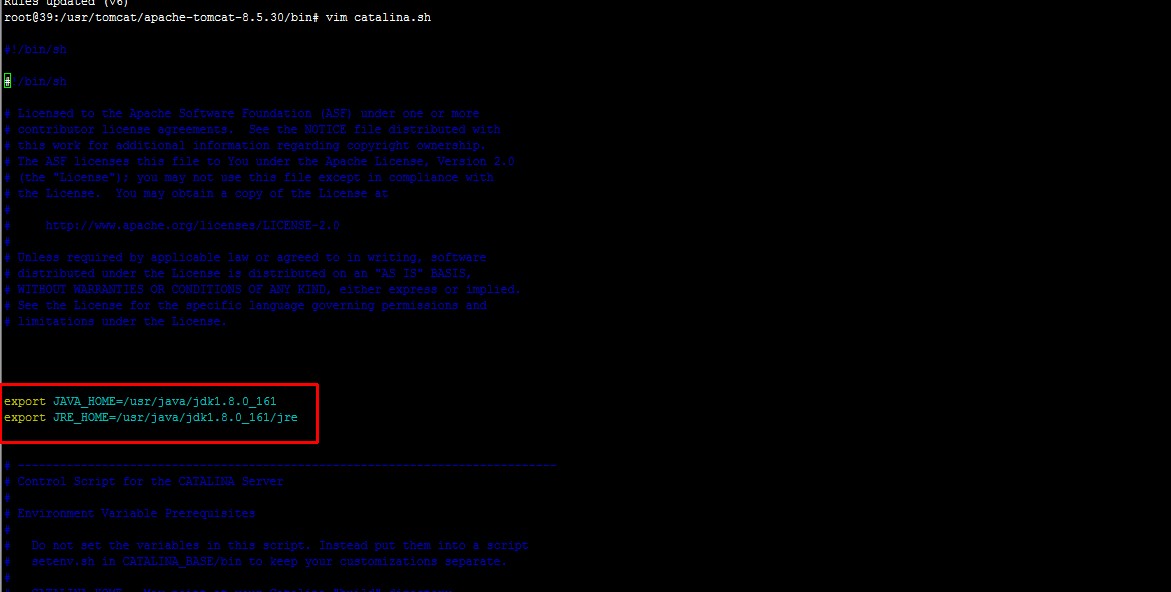 Rules updated (v6)
root@39:/usr/tomcat/apache-tomcat-8.5.30/bin# vim catalina.sh
#!/bin/sh
#!/bin/sh
# Licensed to the Apache Software Foundation (ASF) under one or more
# contributor license agreements.  See the NOTICE file distributed with
# this work for additional information regarding copyright ownership.
# The ASF licenses this file to You under the Apache License, Version 2.0
# (the "License"); you may not use this file except in compliance with
# the License.  You may obtain a copy of the License at
#
#     http://www.apache.org/licenses/LICENSE-2.0
#
# Unless required by applicable law or agreed to in writing, software
# distributed under the License is distributed on an "AS IS" BASIS,
# WITHOUT WARRANTIES OR CONDITIONS OF ANY KIND, either express or implied.
# See the License for the specific language governing permissions and
# limitations under the License.
export JAVA_HOME=/usr/java/jdk1.8.0_161
export JRE_HOME=/usr/java/jdk1.8.0_161/jre
# -----------------------------------------------------------------------------
# Control Script for the CATALINA Server
#
# Environment Variable Prerequisites
#
#   Do not set the variables in this script. Instead put them into a script
#   setenv.sh in CATALINA_BASE/bin to keep your customizations separate.
#